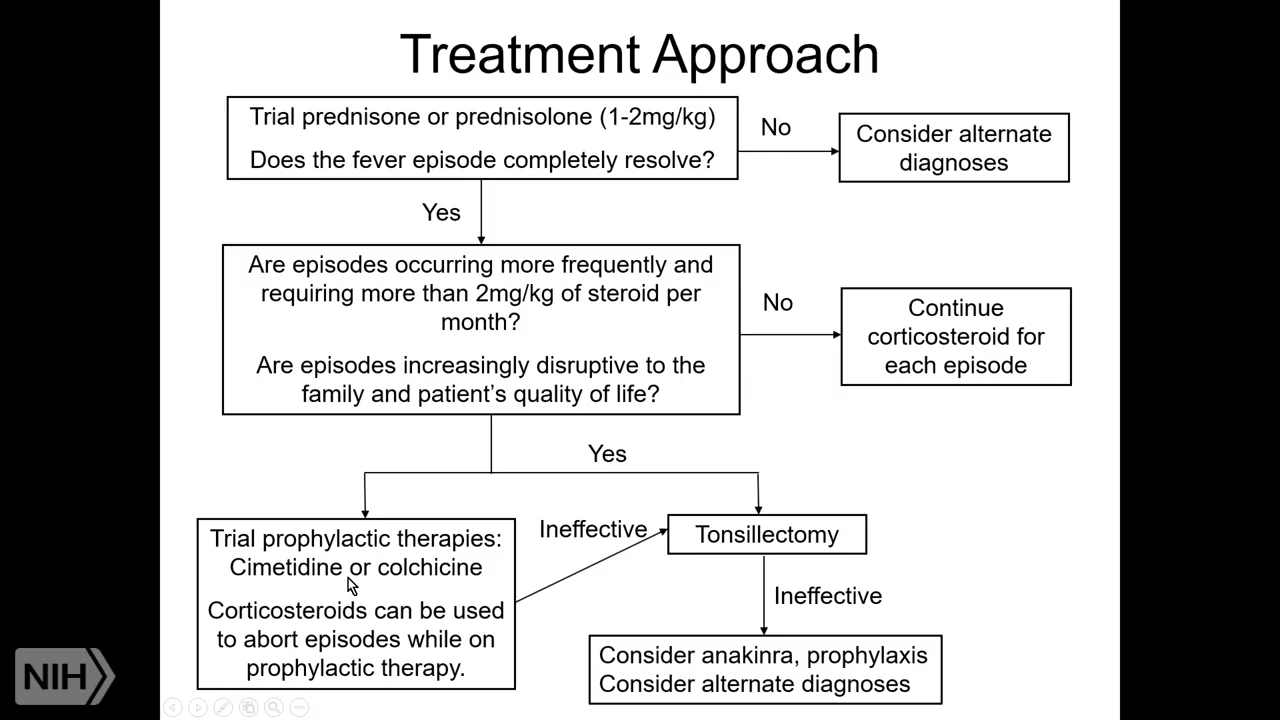 Treatment Approach
Trial prednisone or prednisolone (1-2mg/kg)
Does the fever episode completely resolve?
No
Consider alternate
diagnoses
Yes
Are episodes occurring more frequently and
requiring more than 2mg/kg of steroid per
month?
Are episodes increasingly disruptive to the
family and patient’s quality of life?
No
Continue
corticosteroid for
each episode
Yes
Trial prophylactic therapies:
Cimetidine or colchicine
Corticosteroids can be used
to abort episodes while on
prophylactic therapy.
Ineffective
Tonsillectomy
Ineffective
Consider anakinra, prophylaxis
Consider alternate diagnoses
NIH